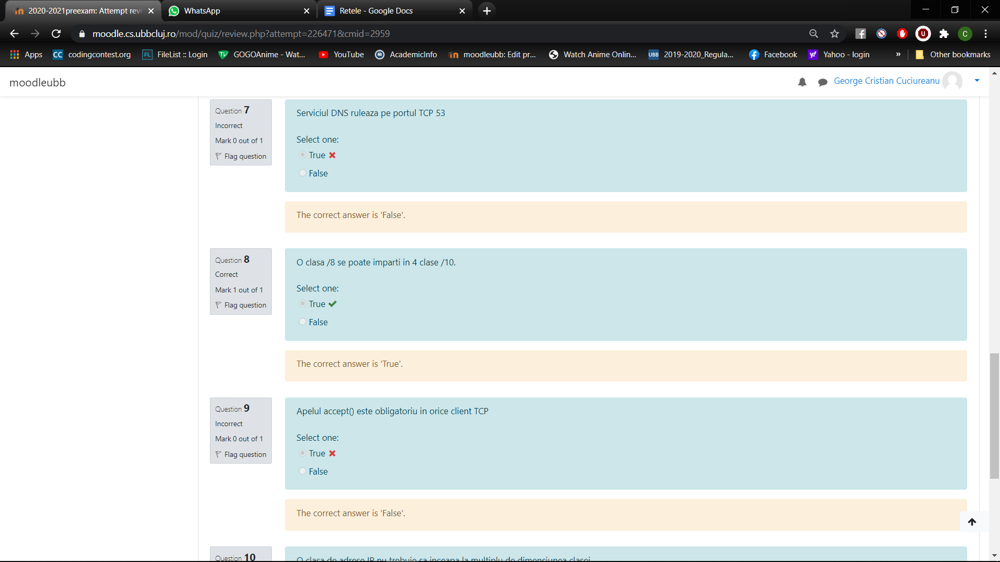 2020-2021preexam: Attempt revi
WhatsApp
Retele - Google Docs
moodle.cs.ubbcluj.ro/mod/quiz/review.php?attempt=226471&cmid=2959
Apps
CC codingcontest.org
FL FileList :: Login
GOGOAnime - Wat...
YouTube
AcademicInfo
moodleubb: Edit pr...
Watch Anime Onlin...
UBB 2019-2020_Regula...
Facebook
Yahoo - login
»
Other bookmarks
moodleubb
George Cristian Cuciureanu
Question 7
Incorrect
Mark 0 out of 1
Flag question
Serviciul DNS ruleaza pe portul TCP 53
Select one:
True
False
The correct answer is 'False'.
Question 8
Correct
Mark 1 out of 1
Flag question
O clasa /8 se poate imparti in 4 clase /10.
Select one:
True
False
The correct answer is 'True'.
Question 9
Incorrect
Mark 0 out of 1
Flag question
Apelul accept() este obligatoriu in orice client TCP
Select one:
True
False
The correct answer is 'False'.
Question 10
O clasa de adrese IP nu trebuie sa inceapa la multiplu de dimensiunea clasei